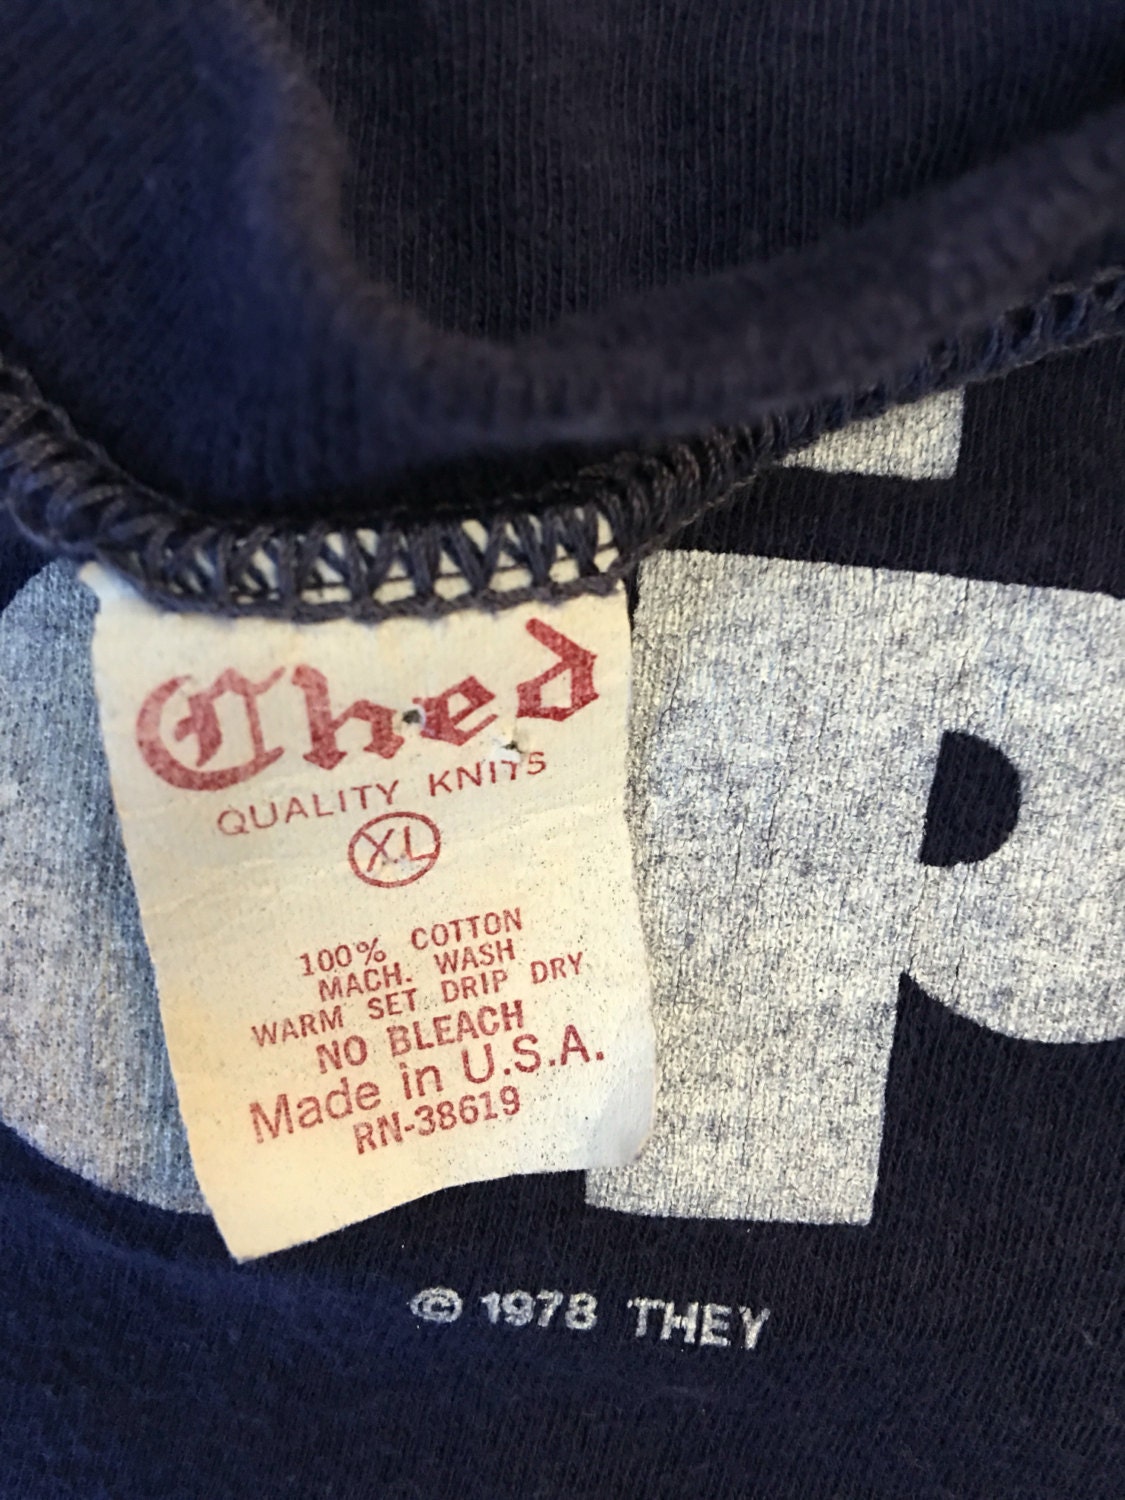 Ched
QUALITY KNITS
XL
100% COTTON
MACH. WASH
WARM SET DRIP DRY
NO BLEACH
Made in U.S.A.
RN-38619
P
© 1978 THEY